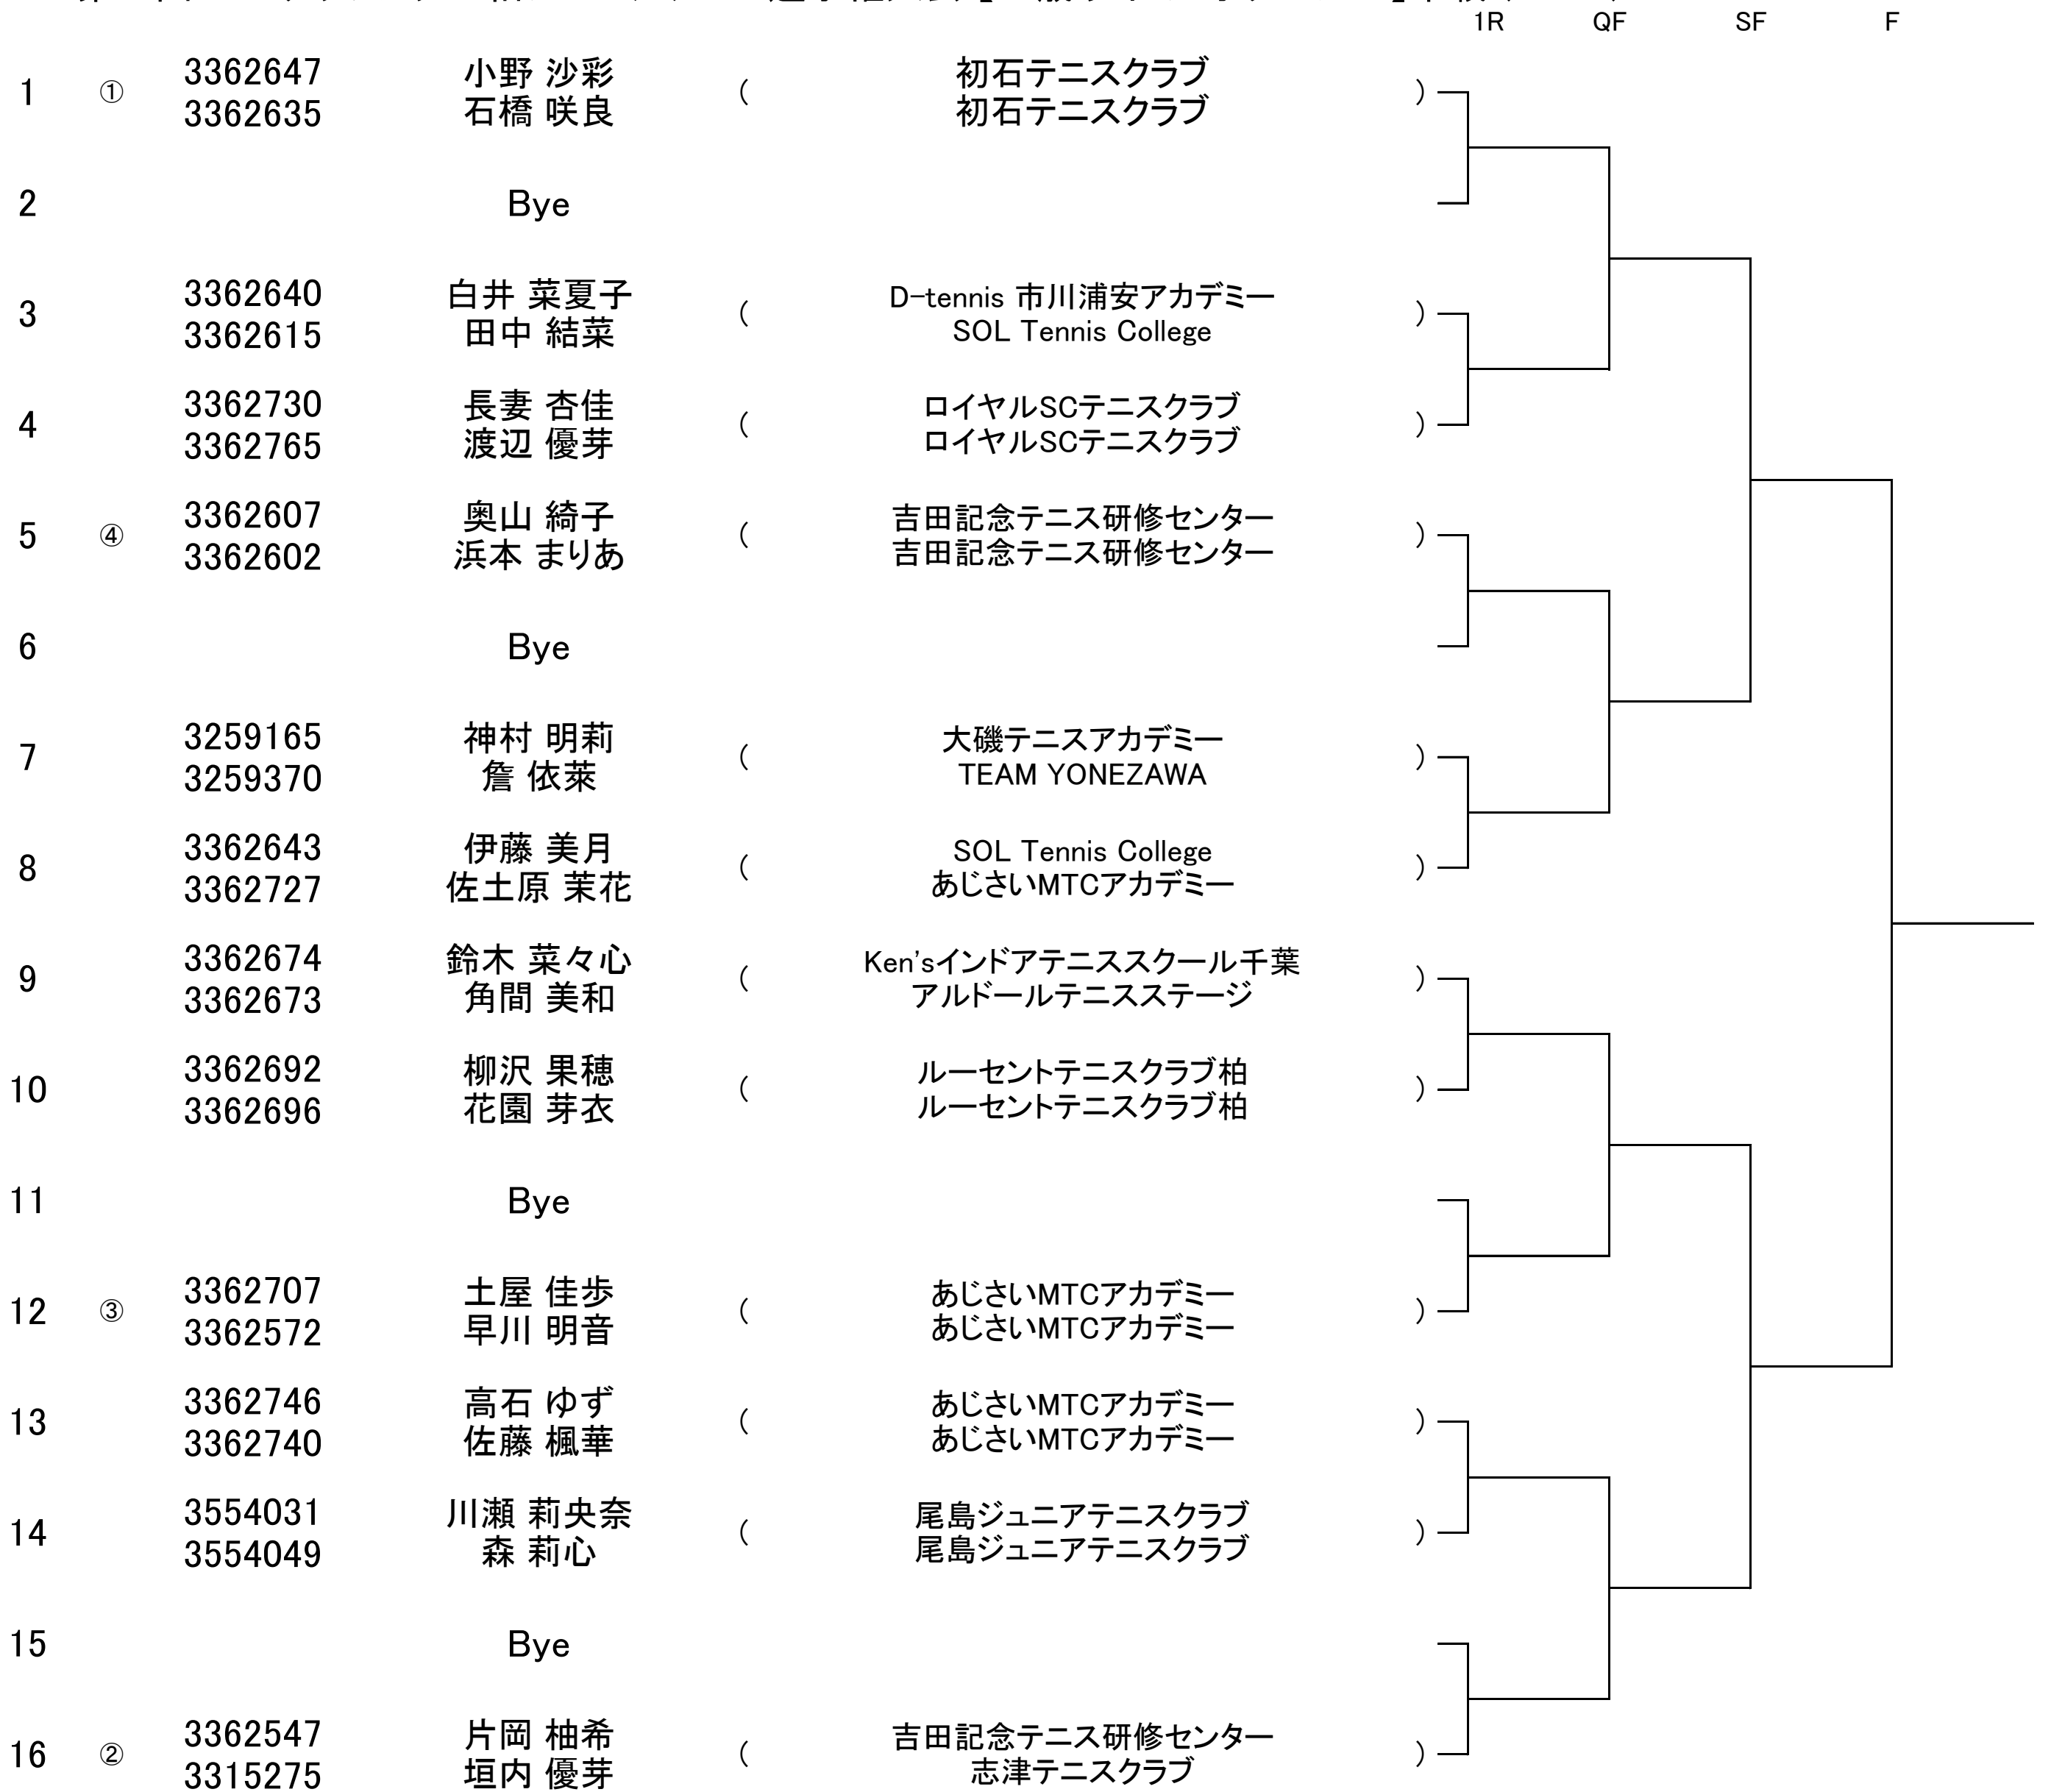 1R QF SF F
3362647 小野 沙彩 初石テニスクラブ
1 ① ( )
3362635 石橋 咲良 初石テニスクラブ
2 Bye
3362640 白井 菜夏子 D-tennis 市川浦安アカデミー
3 ( )
3362615 田中 結菜 SOL Tennis College
3362730 長妻 杏佳 ロイヤルSCテニスクラブ
4 ( )
3362765 渡辺 優芽 ロイヤルSCテニスクラブ
3362607 奥山 綺子 吉田記念テニス研修センター
5 ④ ( )
3362602 浜本 まりあ 吉田記念テニス研修センター
6 Bye
3259165 神村 明莉 大磯テニスアカデミー
7 ( )
3259370 詹 依萊 TEAM YONEZAWA
3362643 伊藤 美月 SOL Tennis College
8 ( )
3362727 佐土原 茉花 あじさいMTCアカデミー
3362674 鈴木 菜々心 Ken'sインドアテニススクール千葉
9 ( )
3362673 角間 美和 アルドールテニスステージ
3362692 柳沢 果穂 ルーセントテニスクラブ柏
10 ( )
3362696 花園 芽衣 ルーセントテニスクラブ柏
11 Bye
3362707 土屋 佳歩 あじさいMTCアカデミー
12 ③ ( )
3362572 早川 明音 あじさいMTCアカデミー
3362746 高石 ゆず あじさいMTCアカデミー
13 ( )
3362740 佐藤 楓華 あじさいMTCアカデミー
3554031 川瀬 莉央奈 尾島ジュニアテニスクラブ
14 ( )
3554049 森 莉心 尾島ジュニアテニスクラブ
15 Bye
3362547 片岡 柚希 吉田記念テニス研修センター
16 ② ( )
3315275 垣内 優芽 志津テニスクラブ